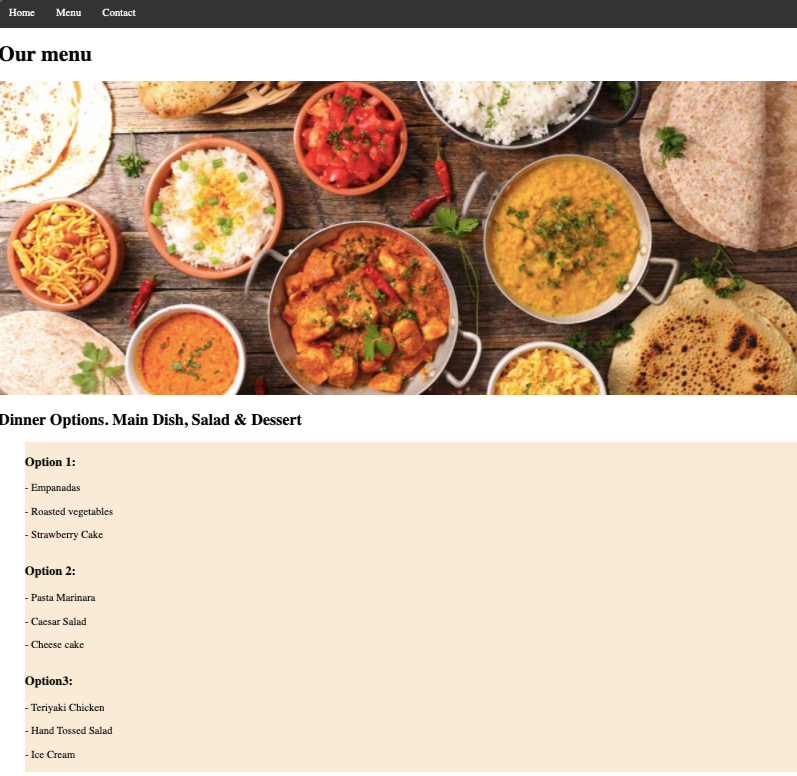 Home Menu Contact
Our menu
Dinner Options. Main Dish, Salad & Dessert
Option 1:
- Empanadas
- Roasted vegetables
- Strawberry Cake
Option 2:
- Pasta Marinara
- Caesar Salad
- Cheese cake
Option3:
- Teriyaki Chicken
- Hand Tossed Salad
- Ice Cream